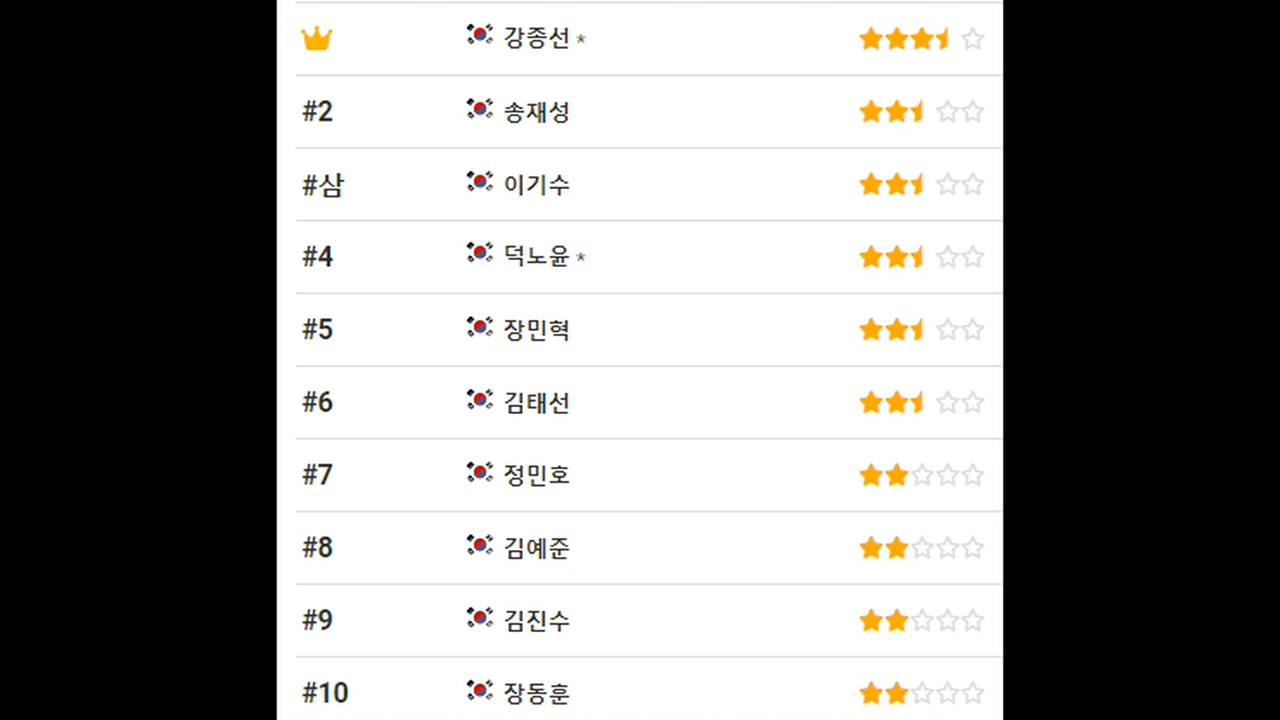 강종선 *
#2 송재성
#삼 이기수
#4 덕노윤 *
#5 장민혁
#6 김태선
#7 정민호
#8 김예준
#9 김진수
#10 장동훈